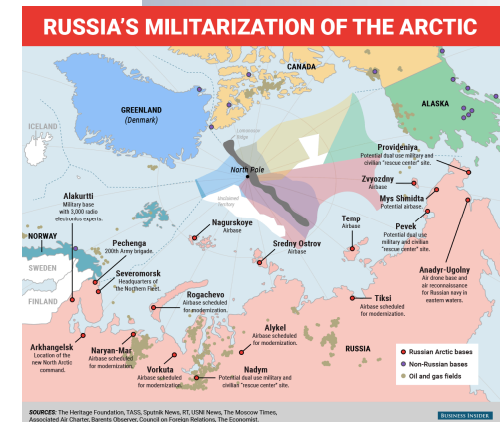 RUSSIA'S MILITARIZATION OF THE ARCTIC
CANADA
GREENLAND
(Denmark)
ALASKA
ICELAND
Lomonosov
Ridge
North Pole
Unclaimed
Territory
Providéniya
Potential dual use military and
civilian "rescue center" site.
Zvyozdny
Airbase
Mys Shmidta
Potential airbase.
Pevek
Potential dual use
military and civilian
"rescue center" site.
Anadyr-Ugolny
Air drone base and
air reconnaissance
for Russian navy in
eastern waters.
Alakurtti
Military base
with 3,000 radio
electronics experts.
NORWAY
SWEDEN
FINLAND
Pechenga
200th Army brigade.
Severomorsk
Headquarters of
the Noghern Fleet.
Nagurskoye
Airbase
Sredny Ostrov
Airbase
Temp
Airbase
Rogachevo
Airbase scheduled
for modernization.
Tiksi
Airbase scheduled
for modernization.
Arkhangelsk
Location of the
new North Arctic
command.
Naryan-Mar
Airbase scheduled
for modernization.
Vorkuta
Airbase scheduled
for modernization.
Alykel
Airbase scheduled
for modernization.
Nadym
Potential dual use military and
civilian "rescue center" site.
RUSSIA
Russian Arctic bases
Non-Russian bases
Oil and gas fields
SOURCES: The Heritage Foundation, TASS, Sputnik News, RT, USNI News, The Moscow Times,
Associated Air Charter, Barents Observer, Council on Foreign Relations, The Economist.
BUSINESS INSIDER